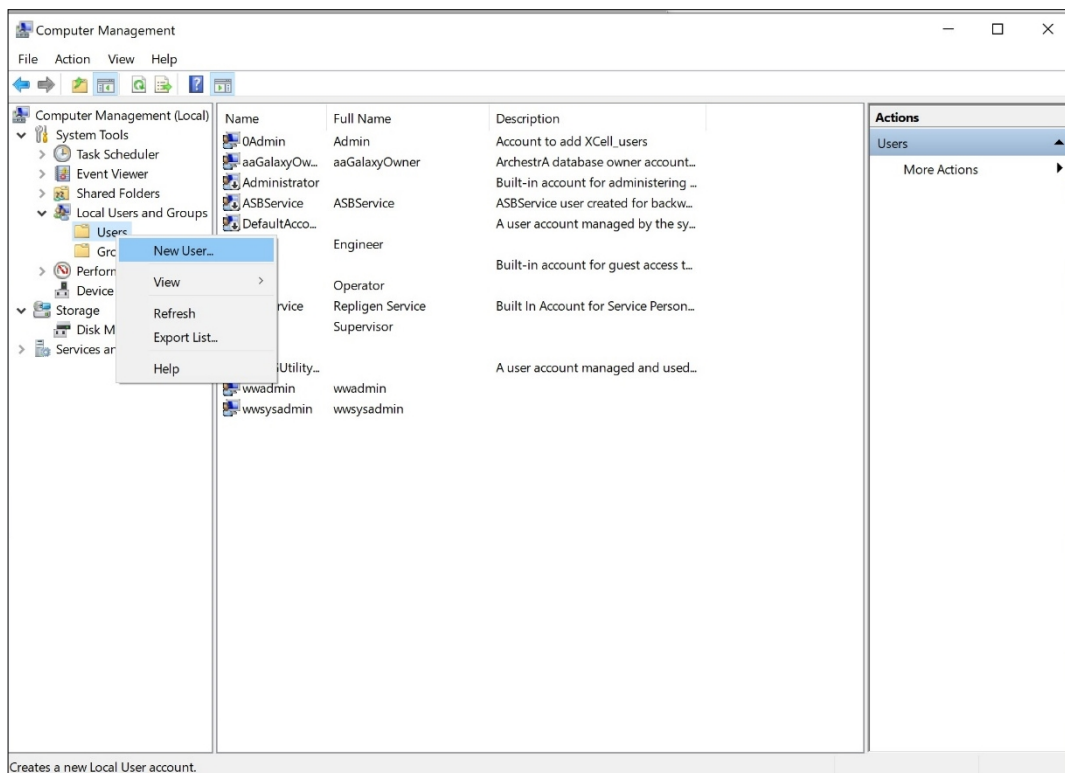 Computer Management
File Action View Help
Computer Management (Local)
System Tools
Task Scheduler
Event Viewer
Shared Folders
Local Users and Groups
Users
Gro
Perforn
Device
Storage
Disk M
Services an
New User...
View
Refresh
Export List...
Help
Name Full Name Description
0Admin Admin Account to add XCell_users
aaGalaxyOw... aaGalaxyOwner ArchestrA database owner account...
Administrator Built-in account for administering ...
ASBService ASBService ASBService user created for backw...
DefaultAcco... A user account managed by the sy...
Engineer
Built-in account for guest access t...
Operator
rvice Repligen Service Built In Account for Service Person...
Supervisor
Utility... A user account managed and used...
wwadmin wwadmin
wwsysadmin wwsysadmin
Actions
Users
More Actions
Creates a new Local User account.